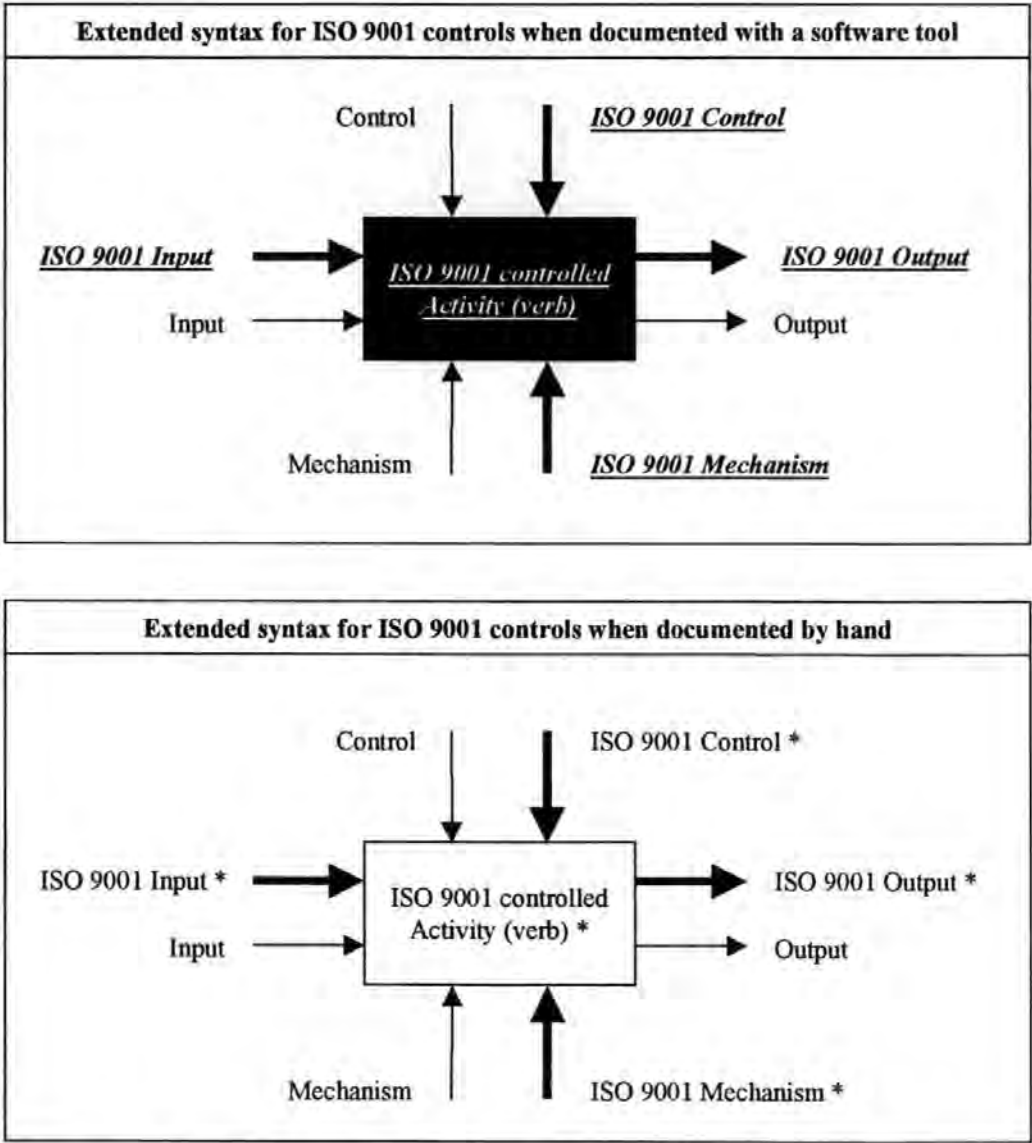 Extended syntax for ISO 9001 controls when documented with a software tool
Control
ISO 9001 Control
ISO 9001 Input
ISO 9001 controlled
Activity (verb)
ISO 9001 Output
Input
Output
Mechanism
ISO 9001 Mechanism
Extended syntax for ISO 9001 controls when documented by hand
Control
ISO 9001 Control *
ISO 9001 Input *
ISO 9001 controlled
Activity (verb) *
ISO 9001 Output *
Input
Output
Mechanism
ISO 9001 Mechanism *